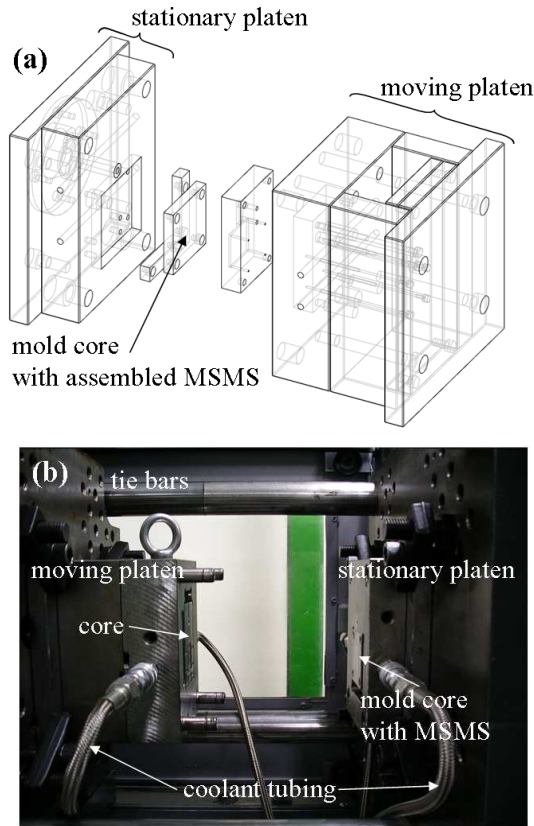 stationary platen
(a)
moving platen
mold core
with assembled MSMS
(b)
tie bars
moving platen
stationary platen
core
mold core
with MSMS
coolant tubing